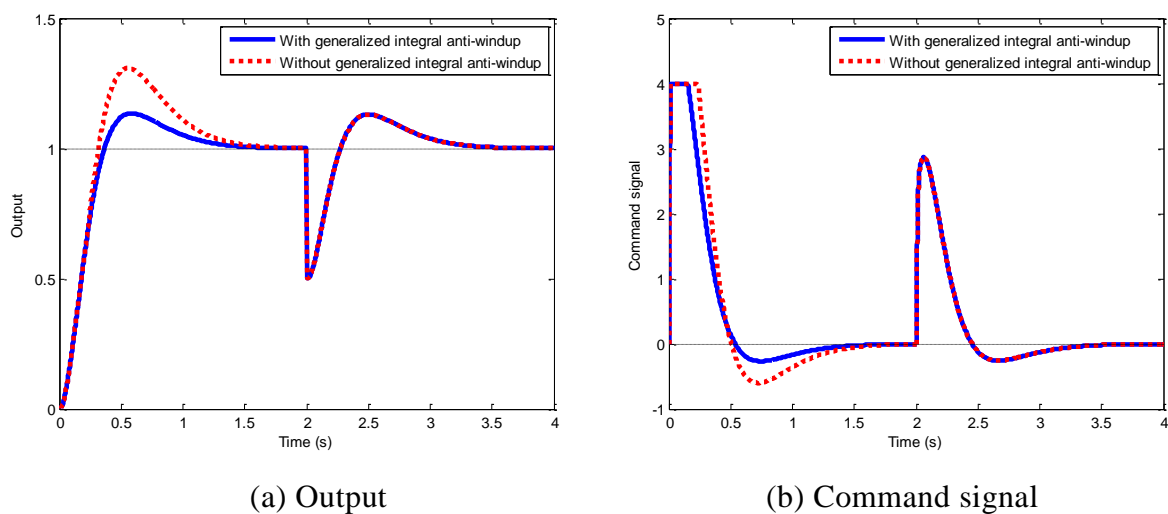 1.5
With generalized integral anti-windup
Without generalized integral anti-windup
1
0.5
0
Output
0 0.5 1 1.5 2 2.5 3 3.5 4
Time (s)
(a) Output
5
With generalized integral anti-windup
Without generalized integral anti-windup
4
3
2
1
0
-1
Command signal
0 0.5 1 1.5 2 2.5 3 3.5 4
Time (s)
(b) Command signal